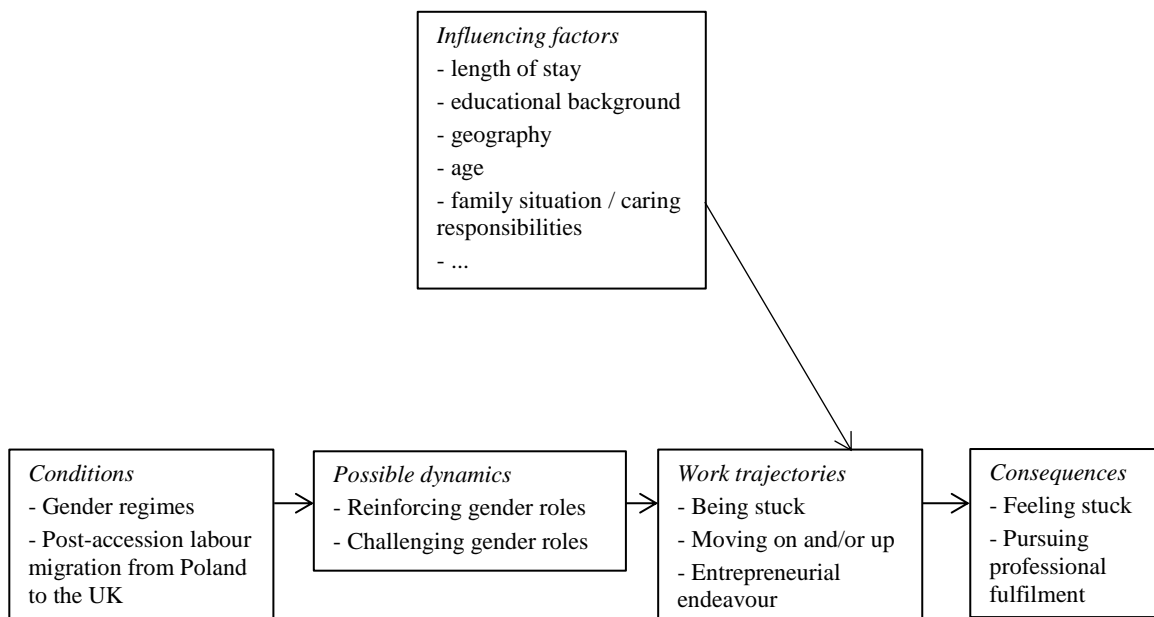 Influencing factors
- length of stay
- educational background
- geography
- age
- family situation / caring
responsibilities
- ...
Conditions
- Gender regimes
- Post-accession labour
migration from Poland
to the UK
Possible dynamics
- Reinforcing gender roles
- Challenging gender roles
Work trajectories
- Being stuck
- Moving on and/or up
- Entrepreneurial
endeavour
Consequences
- Feeling stuck
- Pursuing
professional
fulfilment